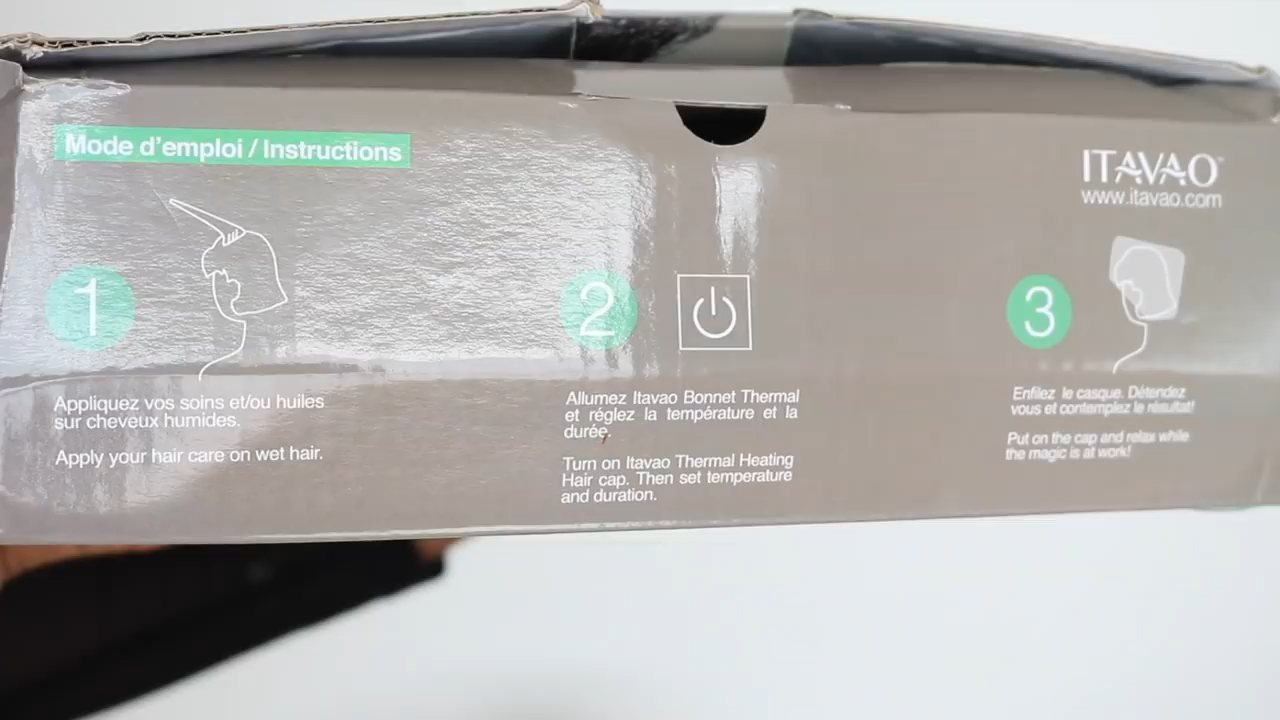 Mode d'emploi / Instructions
ITAVAO
www.itavao.com
1
Appliquez vos soins et/ou huiles
sur cheveux humides.
Apply your hair care on wet hair.
2
Allumez Itavao Bonnet Thermal
et réglez la température et la
durée.
Turn on Itavao Thermal Heating
Hair cap. Then set temperature
and duration.
3
Enfilez le casque. Détendez
vous et contemplez le résultat!
Put on the cap and relax while
the magic is at work!